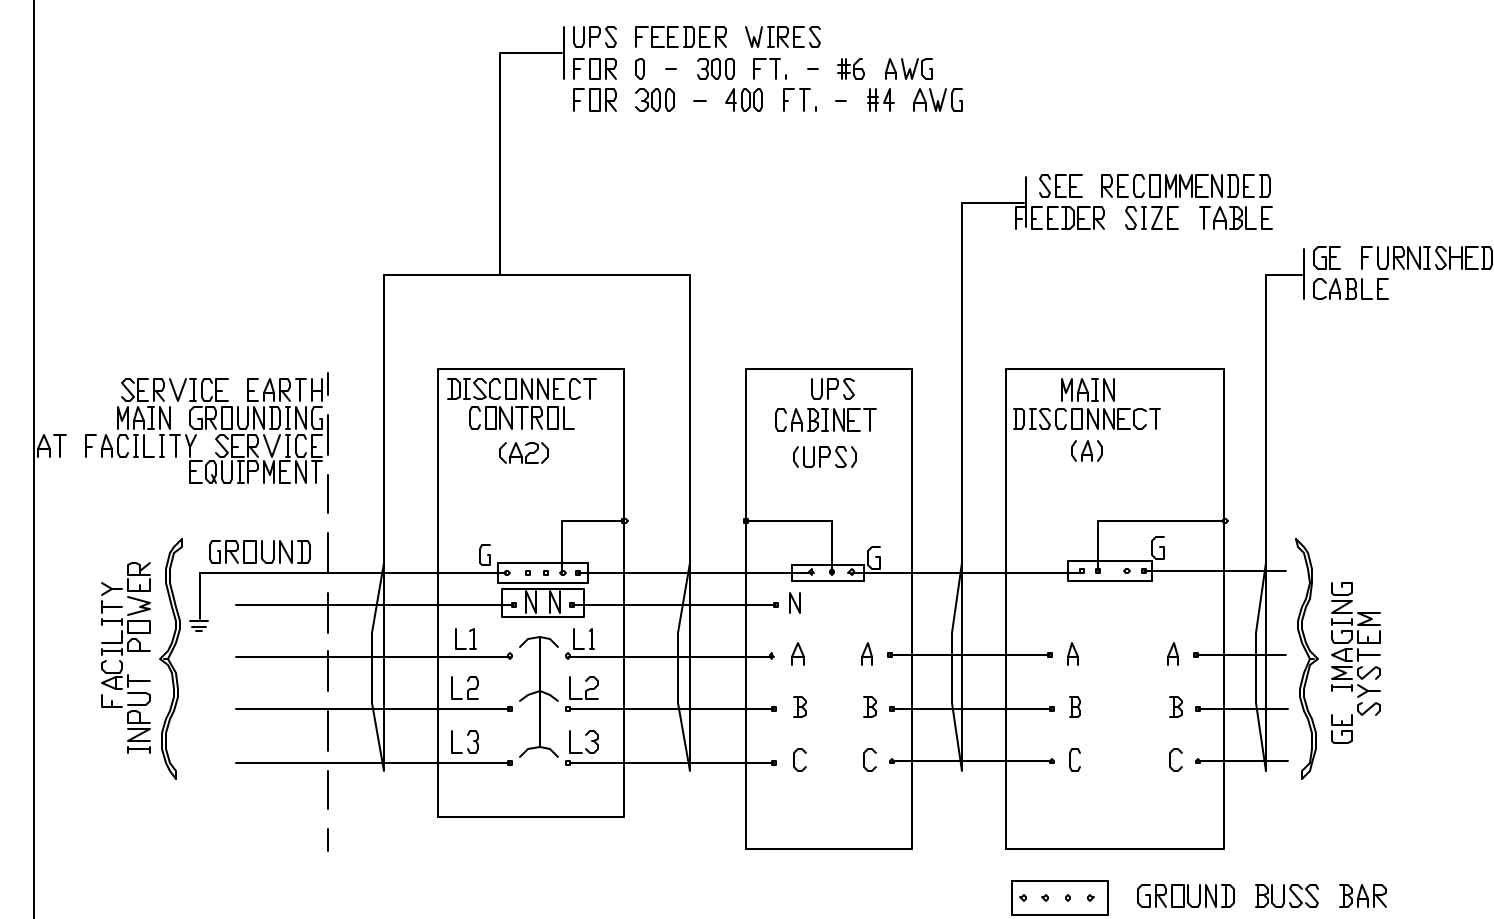 UPS FEEDER WIRES
FOR 0 - 300 FT. - #6 AWG
FOR 300 - 400 FT. - #4 AWG
SEE RECOMMENDED
FEEDER SIZE TABLE
GE FURNISHED
CABLE
SERVICE EARTH
MAIN GROUNDING
AT FACILITY SERVICE
EQUIPMENT
DISCONNECT
CONTROL
(A2)
UPS
CABINET
(UPS)
MAIN
DISCONNECT
(A)
FACILITY
INPUT POWER
GROUND
G
G
G
N N
N
L1 L1
A A
A A
L2 L2
B B
B B
L3 L3
C C
C C
GE IMAGING
SYSTEM
GROUND BUSS BAR